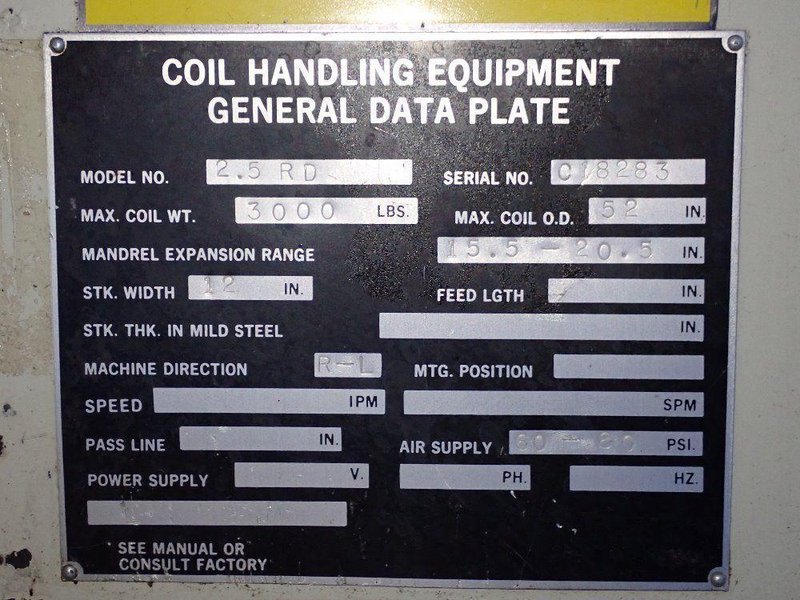 COIL HANDLING EQUIPMENT
GENERAL DATA PLATE
MODEL NO. 2.5 RD SERIAL NO. C18283
MAX. COIL WT. 3000 LBS. MAX. COIL O.D. 52 IN.
MANDREL EXPANSION RANGE 15.5 - 20.5 IN.
STK. WIDTH 12 IN. FEED LGTH - IN.
STK. THK. IN MILD STEEL IN.
MACHINE DIRECTION R-L MTG. POSITION
SPEED IPM SPM
PASS LINE IN. AIR SUPPLY 60 - 80 PSI.
POWER SUPPLY V. PH. HZ.
SEE MANUAL OR
CONSULT FACTORY